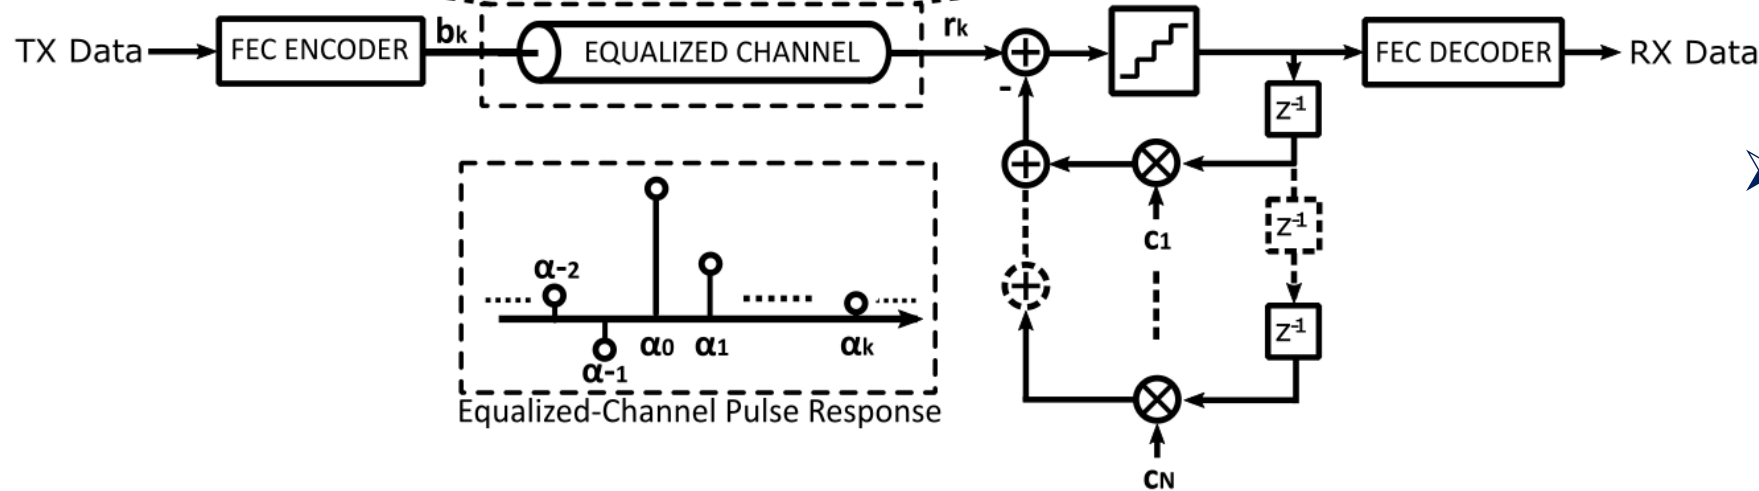 TX Data
FEC ENCODER
bk
EQUALIZED CHANNEL
rk
FEC DECODER
RX Data
-
z-1
c1
z-1
z-1
cN
α-2
α-1
α0
α1
αk
Equalized-Channel Pulse Response